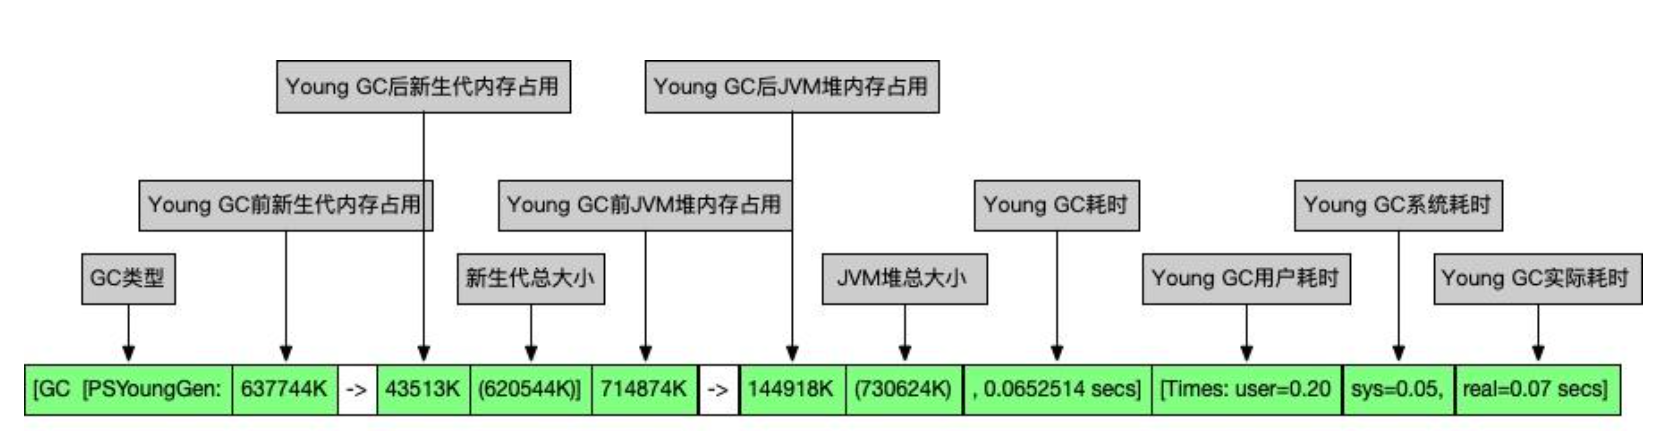 Young GC后新生代内存占用 Young GC后JVM堆内存占用
Young GC前新生代内存占用 Young GC前JVM堆内存占用 Young GC耗时 Young GC系统耗时
GC类型 新生代总大小 JVM堆总大小 Young GC用户耗时 Young GC实际耗时
[GC [PSYoungGen: 637744K -> 43513K (620544K)] 714874K -> 144918K (730624K) , 0.0652514 secs] [Times: user=0.20 sys=0.05, real=0.07 secs]